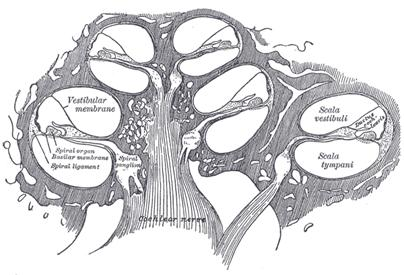 Vestibular
membrane
Spiral organ
Basilar membrane
Spiral ligament
Spiral
ganglion
Cochlear nerve
Scala
vestibuli
Scala
tympani